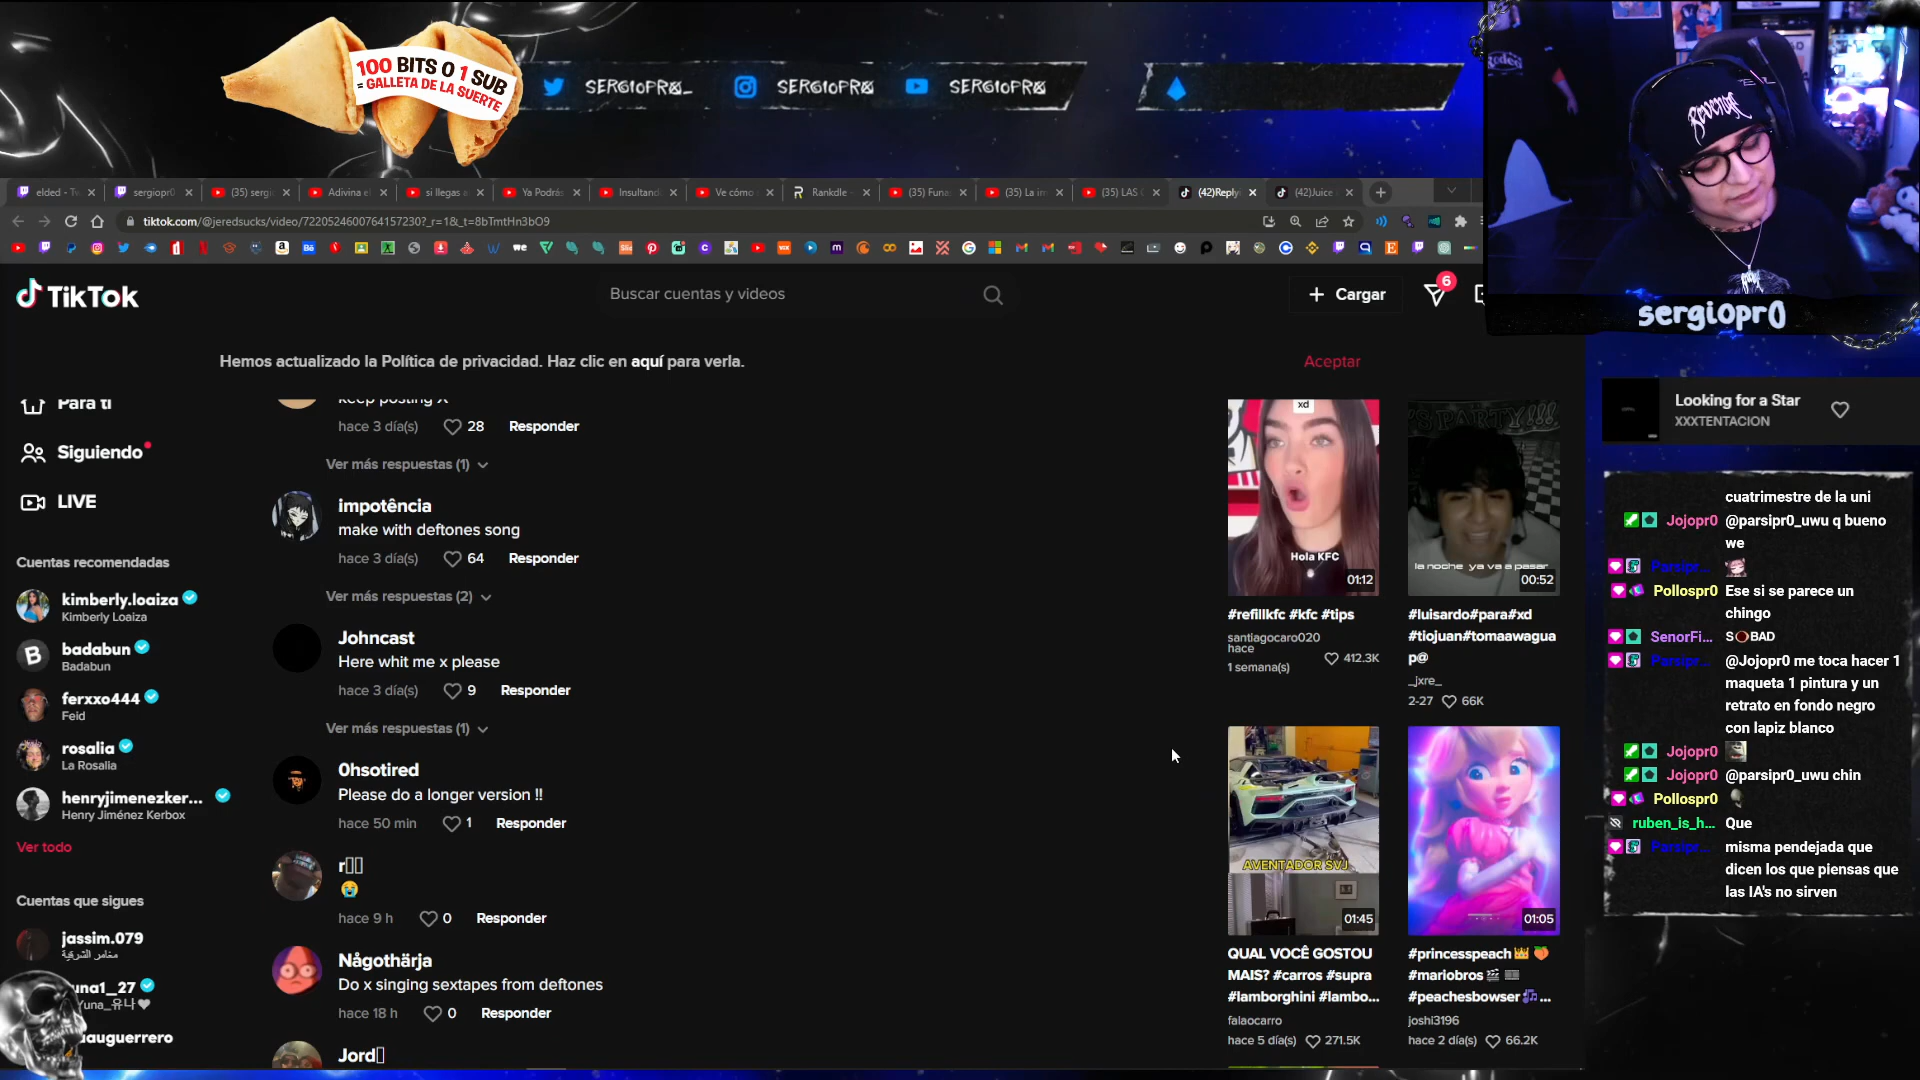 100 BITS O 1 SUB
= GALLETA DE LA SUERTE
SERGIOPR0_
SERGIOPR0
SERGIOPR0
REVENGE
sergiopr0
elded - Tw
sergiopr0
(35) sergi
Adivina el
si llegas a
Ya Podrás
Insultand
Ve cómo
Rankdle -
(35) Funa
(35) La in
(35) LAS
(42)Reply
(42)Juice
tiktok.com/@jeredsucks/video/7220524600764157230?_r=1&_t=8bTmtHn3bO9
TikTok
Buscar cuentas y videos
Cargar
6
Hemos actualizado la Política de privacidad. Haz clic en aquí para verla.
Aceptar
Para ti
Siguiendo
LIVE
Cuentas recomendadas
kimberly.loaiza
Kimberly Loaiza
badabun
Badabun
ferxxo444
Feid
rosalia
La Rosalia
henryjimenezker...
Henry Jiménez Kerbox
Ver todo
Cuentas que sigues
jassim.079
مغامر الشرقية
una1_27
Yuna_유나🖤
auguerrero
keep posting X
hace 3 día(s) 28 Responder
Ver más respuestas (1)
impotência
make with deftones song
hace 3 día(s) 64 Responder
Ver más respuestas (2)
Johncast
Here whit me x please
hace 3 día(s) 9 Responder
Ver más respuestas (1)
0hsotired
Please do a longer version !!
hace 50 min 1 Responder
r
😭
hace 9 h 0 Responder
Någothärja
Do x singing sextapes from deftones
hace 18 h 0 Responder
Jord
xd
Hola KFC
01:12
#refillkfc #kfc #tips
santiagocaro020
hace
1 semana(s)
412.3K
'S PARTY!!!
la noche ya va a pasar
00:52
#luisardo#para#xd
#tiojuan#tomaawagua
p@
_jxre_
2-27 66K
AVENTADOR SVJ
01:45
QUAL VOCÊ GOSTOU
MAIS? #carros #supra
#lamborghini #lambo...
falaocarro
hace 5 día(s) 271.5K
01:05
#princesspeach👑🍑
#mariobros🎬
#peachesbowser🎶...
joshi3196
hace 2 día(s) 66.2K
Looking for a Star
XXXTENTACION
cuatrimestre de la uni
Jojopr0 @parsipr0_uwu q bueno
we
Parsipr...
Pollospr0 Ese si se parece un
chingo
SenorFi... S BAD
Parsipr... @Jojopr0 me toca hacer 1
maqueta 1 pintura y un
retrato en fondo negro
con lapiz blanco
Jojopr0
Jojopr0 @parsipr0_uwu chin
Pollospr0
ruben_is_h... Que
Parsipr... misma pendejada que
dicen los que piensas que
las IA's no sirven